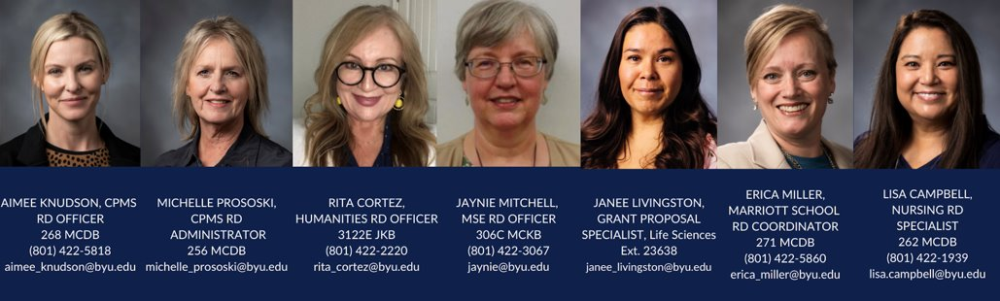 AIMEE KNUDSON, CPMS
RD OFFICER
268 MCDB
(801) 422-5818
aimee_knudson@byu.edu
MICHELLE PROSOSKI,
CPMS RD
ADMINISTRATOR
256 MCDB
michelle_prososki@byu.edu
RITA CORTEZ,
HUMANITIES RD OFFICER
3122E JKB
(801) 422-2220
rita_cortez@byu.edu
JAYNIE MITCHELL,
MSE RD OFFICER
306C MCKB
(801) 422-3067
jaynie@byu.edu
JANEE LIVINGSTON,
GRANT PROPOSAL
SPECIALIST, Life Sciences
Ext. 23638
janee_livingston@byu.edu
ERICA MILLER,
MARRIOTT SCHOOL
RD COORDINATOR
271 MCDB
(801) 422-5860
erica_miller@byu.edu
LISA CAMPBELL,
NURSING RD
SPECIALIST
262 MCDB
(801) 422-1939
lisa.campbell@byu.edu